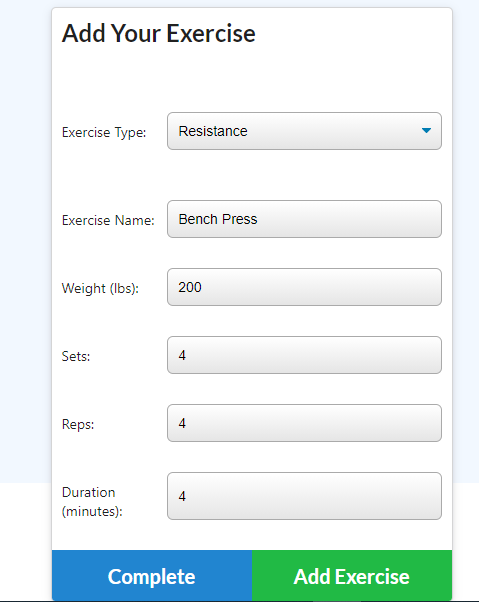 Add Your Exercise
Exercise Type: Resistance
Exercise Name: Bench Press
Weight (lbs): 200
Sets: 4
Reps: 4
Duration (minutes): 4
Complete Add Exercise